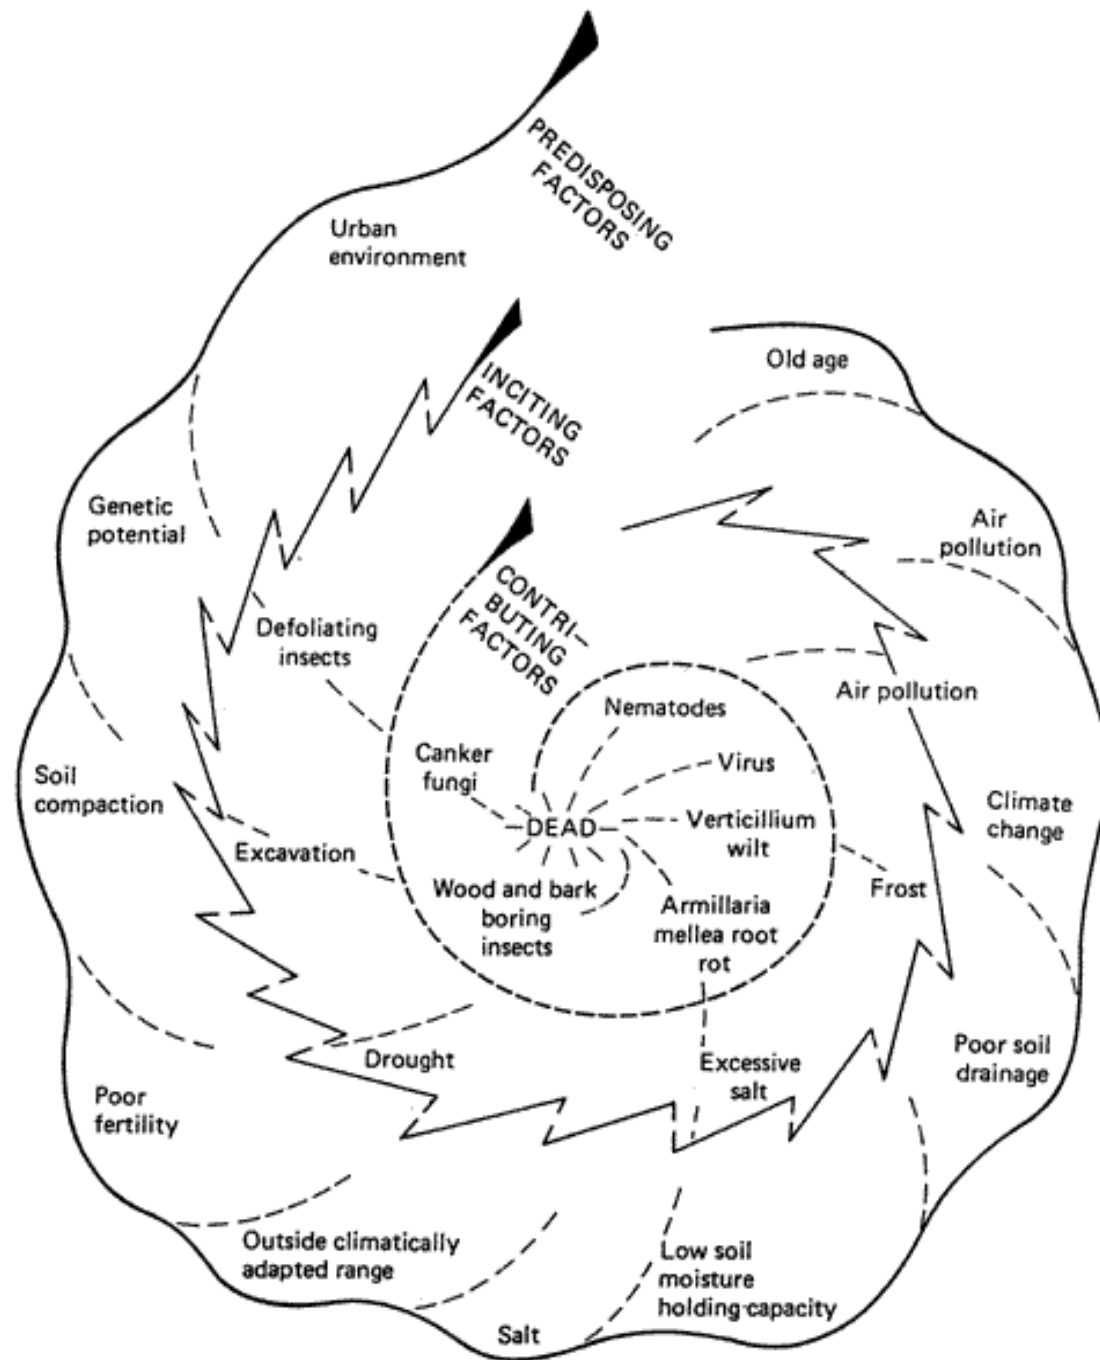 PREDISPOSING
FACTORS
Urban
environment
Old age
INCITING
FACTORS
Genetic
potential
Air
pollution
CONTRI–
BUTING
FACTORS
Defoliating
insects
Air pollution
Nematodes
Canker
fungi
Virus
Soil
compaction
Climate
change
DEAD
Verticillium
wilt
Excavation
Frost
Wood and bark
boring
insects
Armillaria
mellea root
rot
Drought
Excessive
salt
Poor soil
drainage
Poor
fertility
Outside climatically
adapted range
Low soil
moisture
holding capacity
Salt